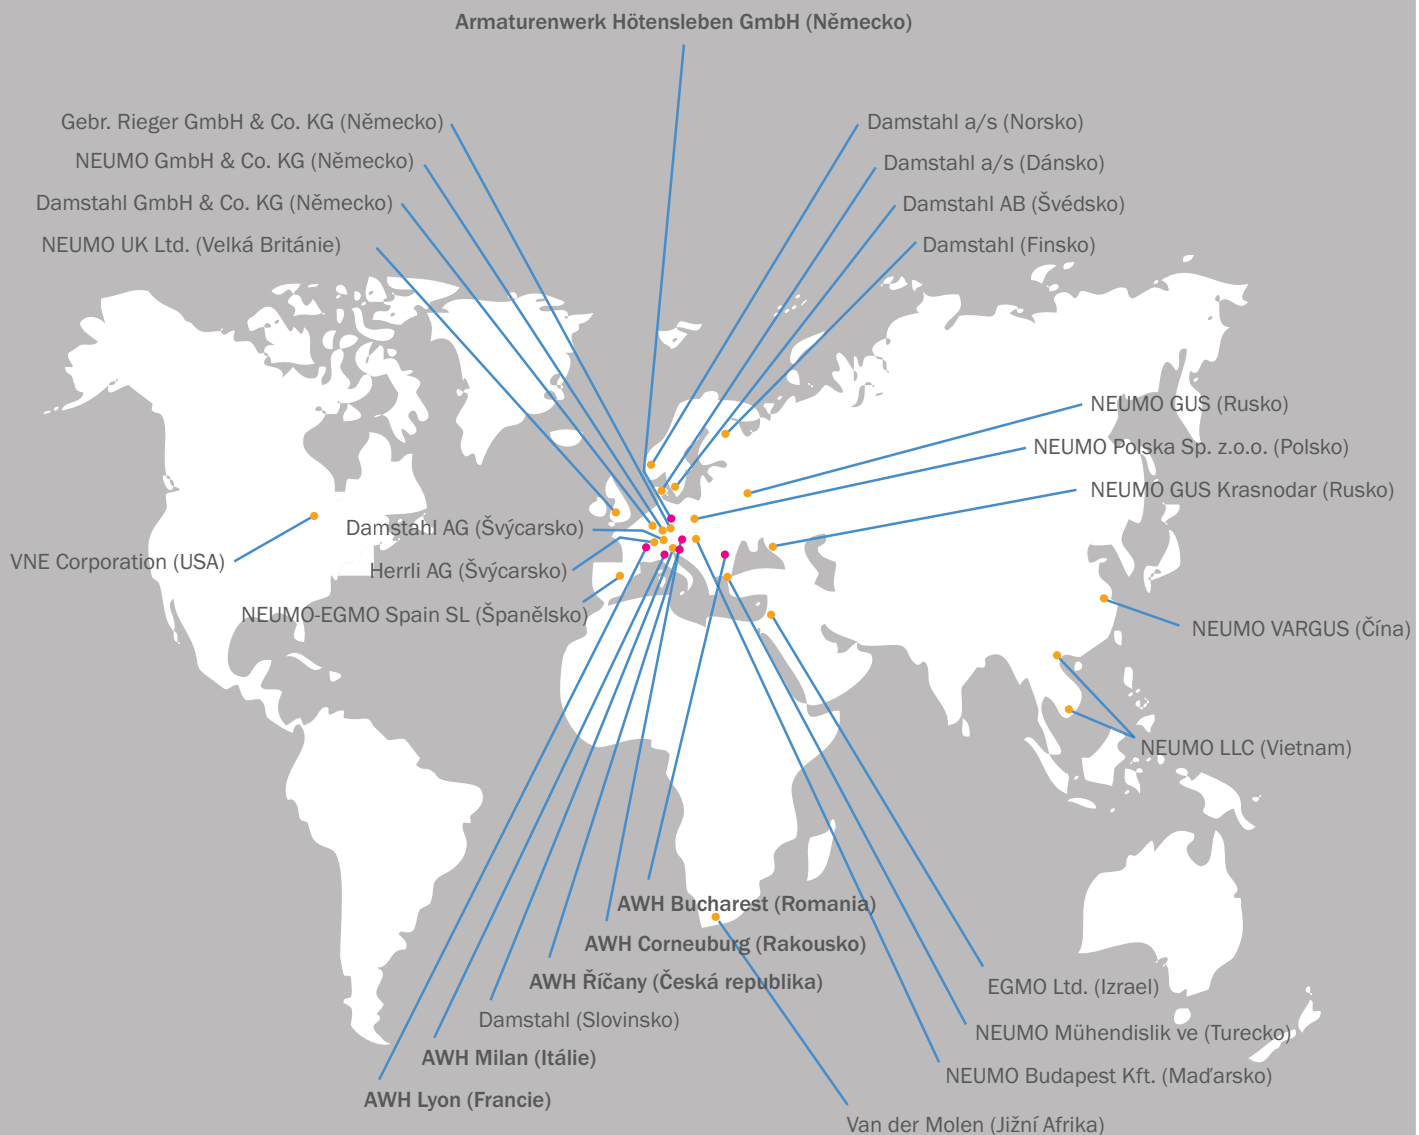 Armaturenwerk Hötensleben GmbH (Německo)
Gebr. Rieger GmbH & Co. KG (Německo)
NEUMO GmbH & Co. KG (Německo)
Damstahl GmbH & Co. KG (Německo)
NEUMO UK Ltd. (Velká Británie)
Damstahl a/s (Norsko)
Damstahl a/s (Dánsko)
Damstahl AB (Švédsko)
Damstahl (Finsko)
NEUMO GUS (Rusko)
NEUMO Polska Sp. z.o.o. (Polsko)
NEUMO GUS Krasnodar (Rusko)
Damstahl AG (Švýcarsko)
VNE Corporation (USA)
Herrli AG (Švýcarsko)
NEUMO-EGMO Spain SL (Španělsko)
NEUMO VARGUS (Čína)
NEUMO LLC (Vietnam)
AWH Bucharest (Romania)
AWH Corneuburg (Rakousko)
AWH Říčany (Česká republika)
Damstahl (Slovinsko)
AWH Milan (Itálie)
AWH Lyon (Francie)
EGMO Ltd. (Izrael)
NEUMO Mühendislik ve (Turecko)
NEUMO Budapest Kft. (Maďarsko)
Van der Molen (Jižní Afrika)